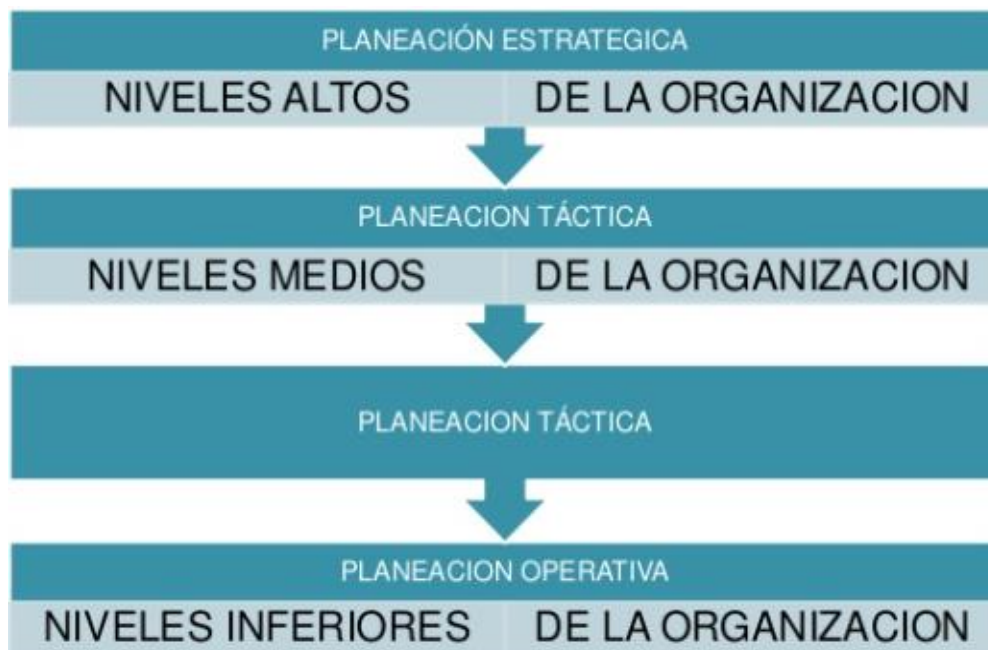 PLANEACIÓN ESTRATEGICA
NIVELES ALTOS DE LA ORGANIZACION
PLANEACION TÁCTICA
NIVELES MEDIOS DE LA ORGANIZACION
PLANEACION TÁCTICA
PLANEACION OPERATIVA
NIVELES INFERIORES DE LA ORGANIZACION